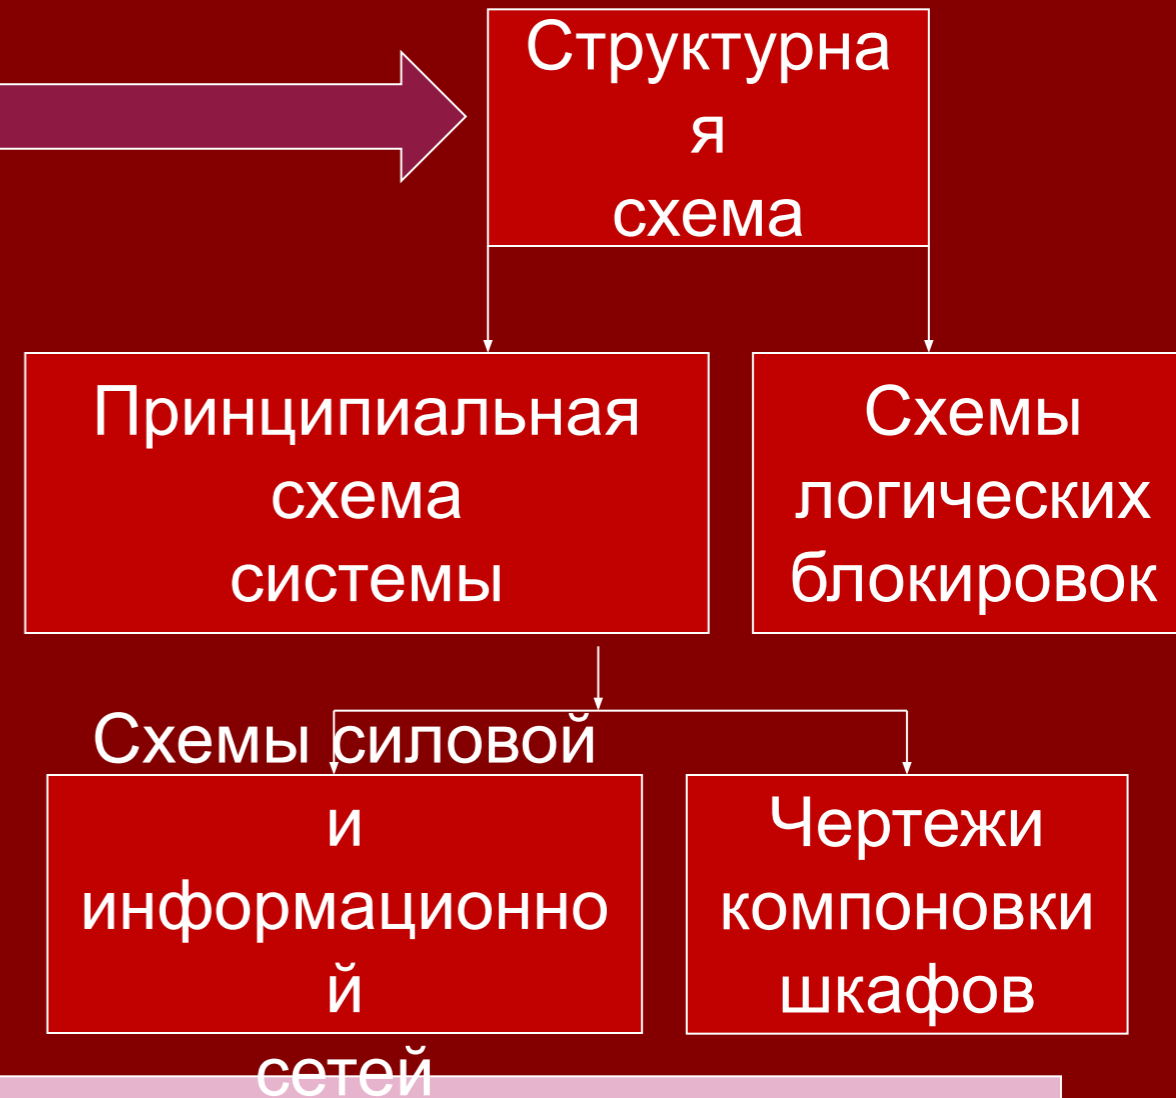 Структурна
я
схема
Принципиальная
схема
системы
Схемы
логических
блокировок
Схемы силовой
и
информационно
й
сетей
Чертежи
компоновки
шкафов